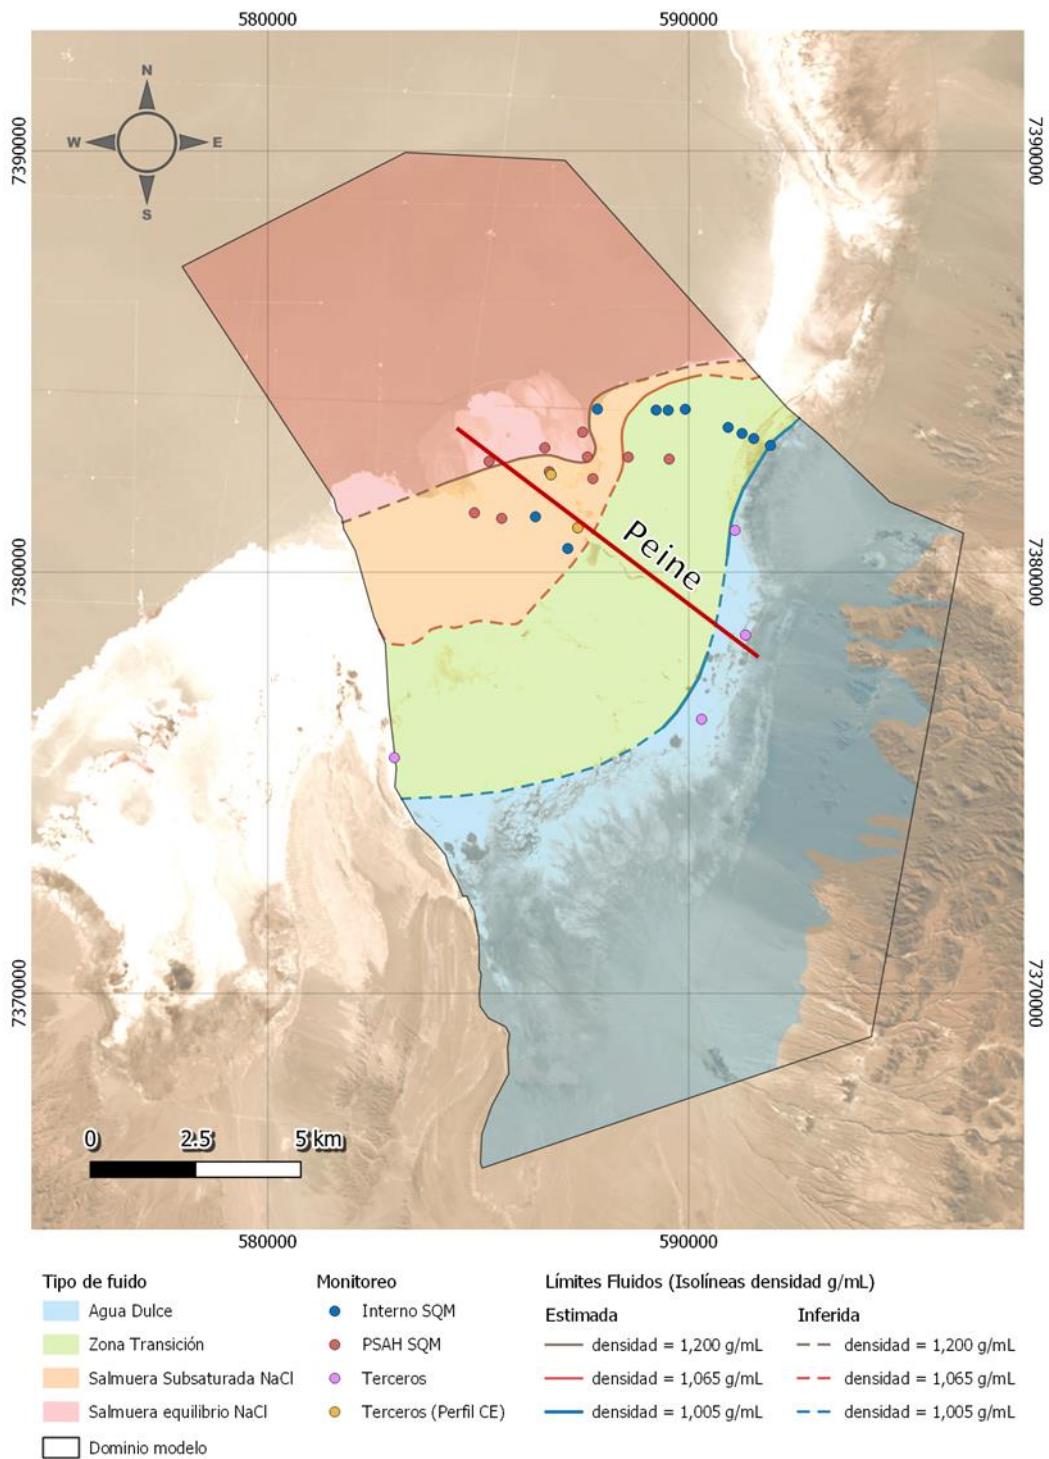 580000
590000
N
W
E
S
7390000
7390000
Peine
7380000
7380000
7370000
7370000
0
2.5
5 km
580000
590000
Tipo de fuido
Agua Dulce
Zona Transición
Salmuera Subsaturada NaCl
Salmuera equilibrio NaCl
Dominio modelo
Monitoreo
Interno SQM
PSAH SQM
Terceros
Terceros (Perfil CE)
Límites Fluidos (Isolíneas densidad g/mL)
Estimada
densidad = 1,200 g/mL
densidad = 1,065 g/mL
densidad = 1,005 g/mL
Inferida
densidad = 1,200 g/mL
densidad = 1,065 g/mL
densidad = 1,005 g/mL